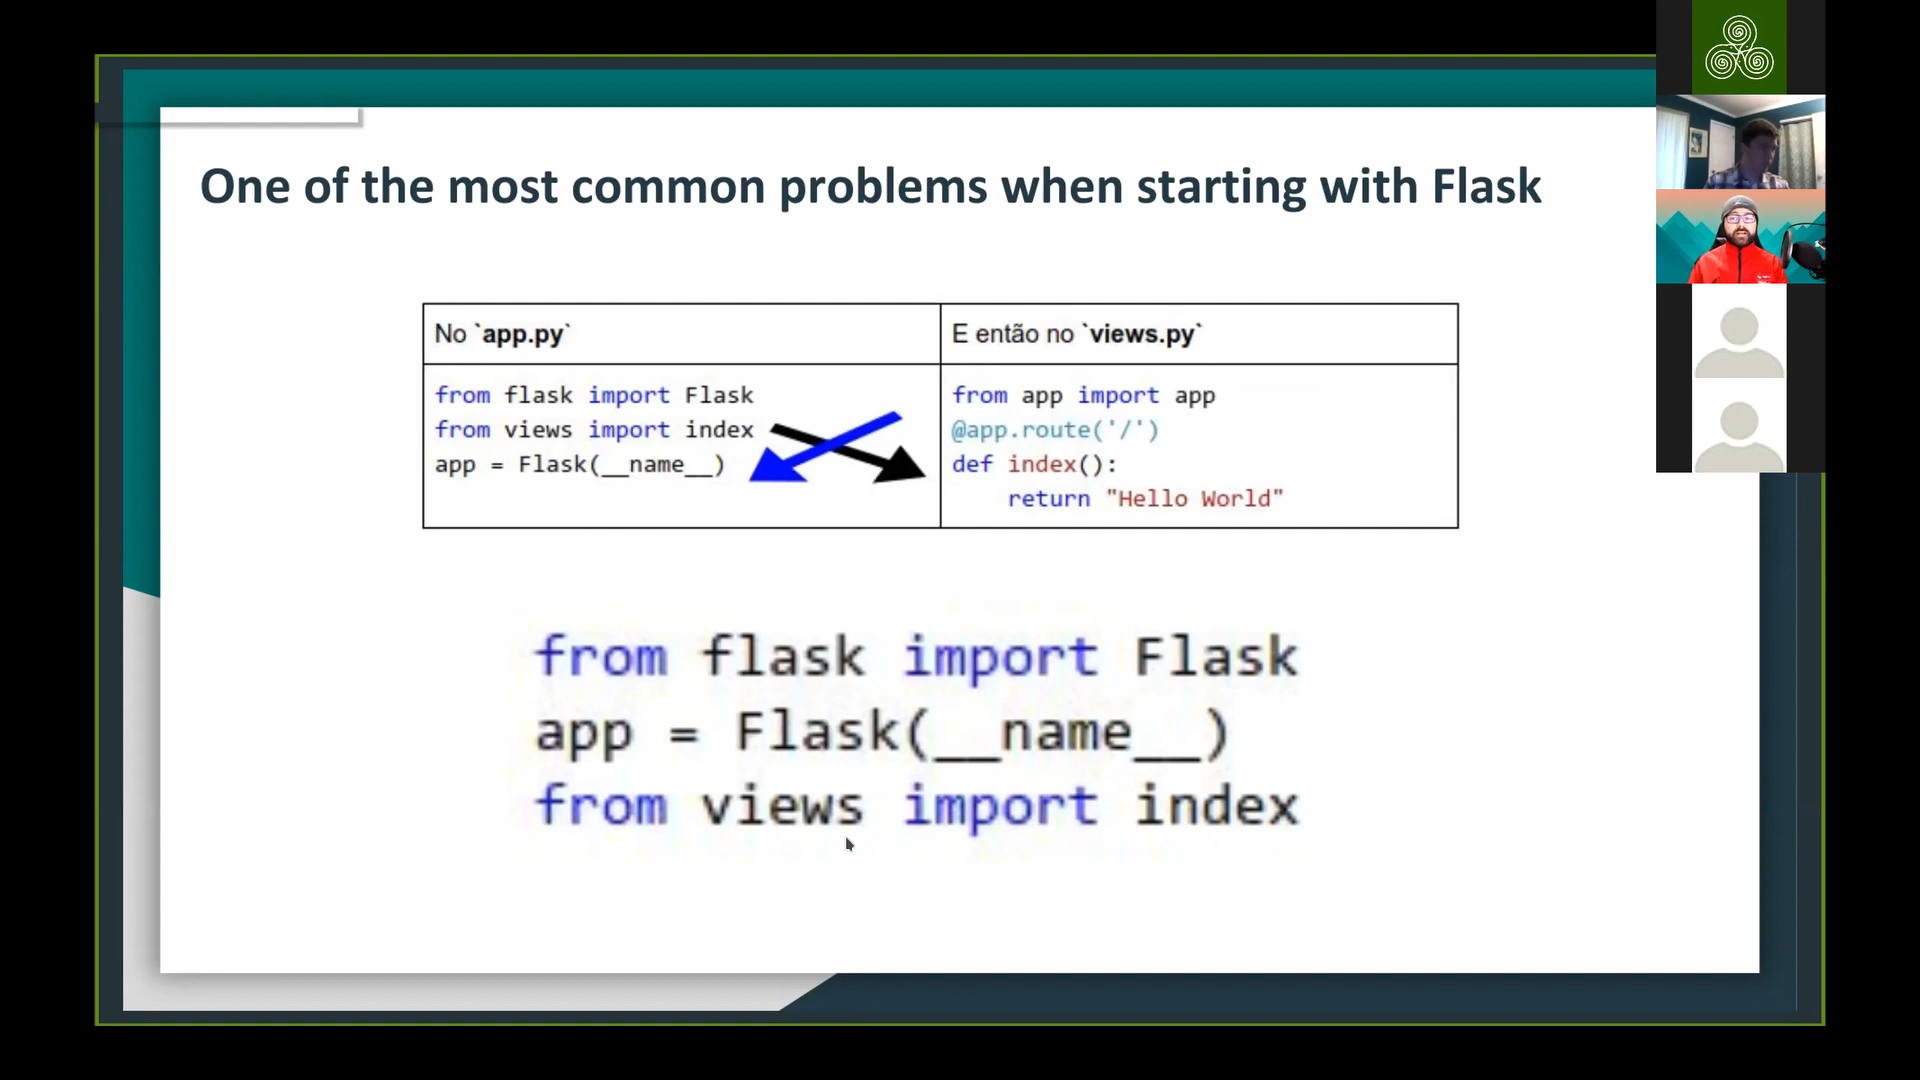 One of the most common problems when starting with Flask
No `app.py`
E então no `views.py`
from flask import Flask
from views import index
app = Flask(__name__)
from app import app
@app.route('/')
def index():
    return "Hello World"
from flask import Flask
app = Flask(__name__)
from views import index